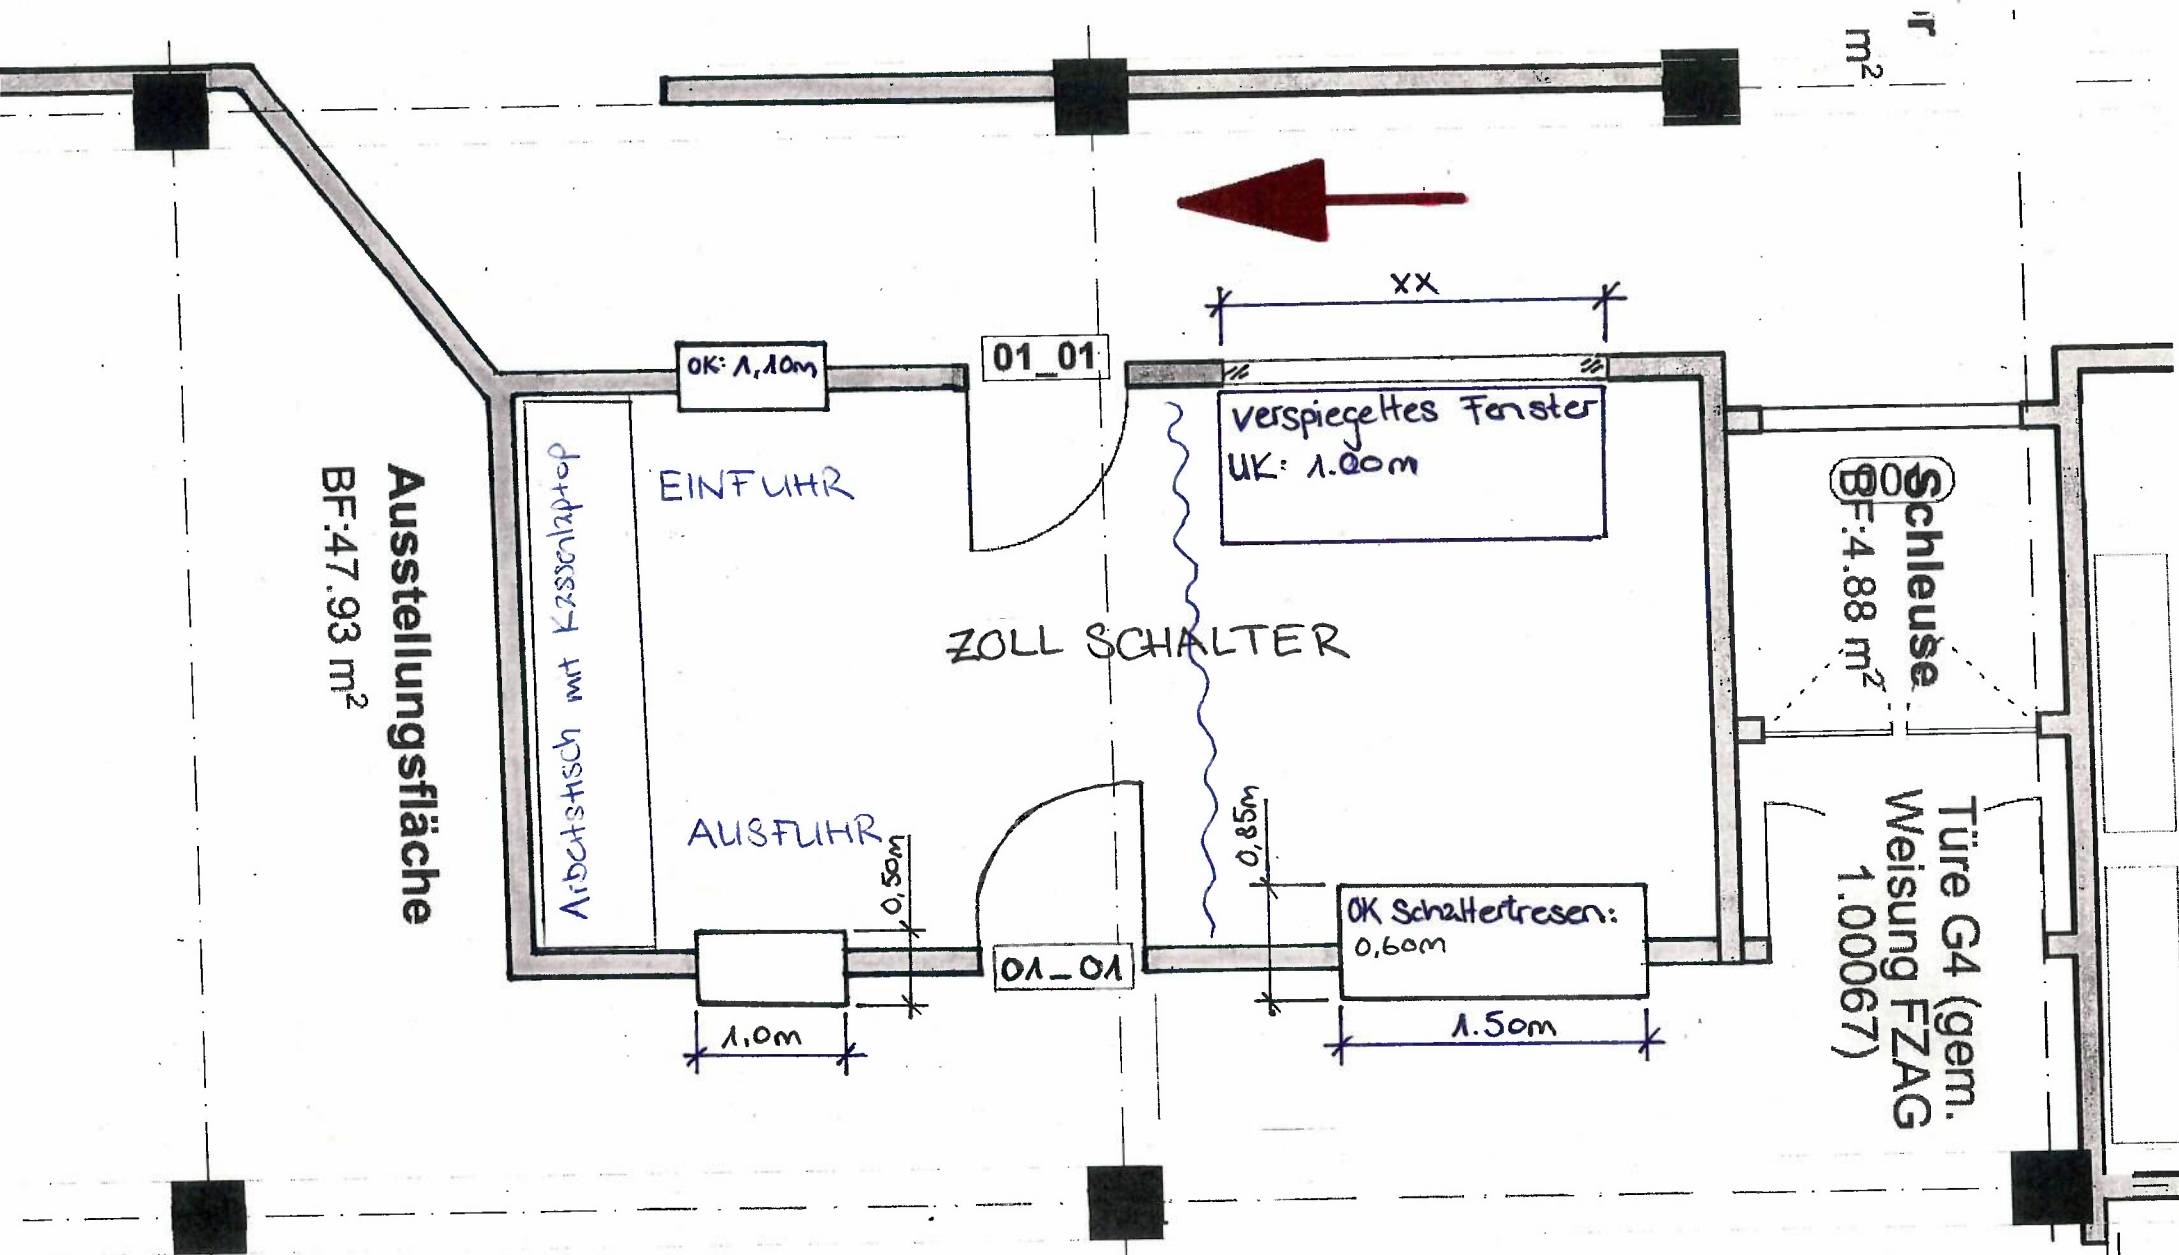 m²
xx
OK: 1,10m
01_01
verspiegeltes Fenster
UK: 1.00m
EINFUHR
Arbeitstisch mit Kassenlaptop
Ausstellungsfläche
BF:47.93 m²
ZOLL SCHALTER
Schleuse
BF:4.88 m²
AUSFUHR
0,50m
0,85m
OK Schaltertresen:
0,60m
01_01
1,0m
1.50m
Türe G4 (gem.
Weisung FZAG
1.00067)